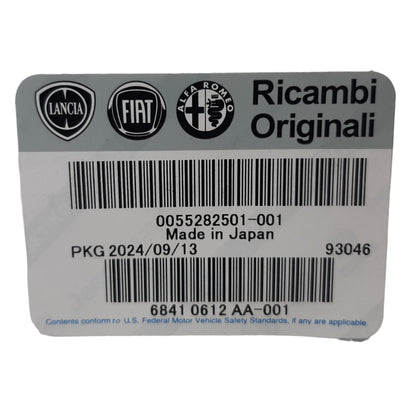 LANCIA FIAT ALFA ROMEO Ricambi
Originali
0055282501-001
Made in Japan
PKG 2024/09/13 93046
6841 0612 AA-001
Contents conform to U.S. Federal Motor Vehicle Safety Standards, if any are applicable.